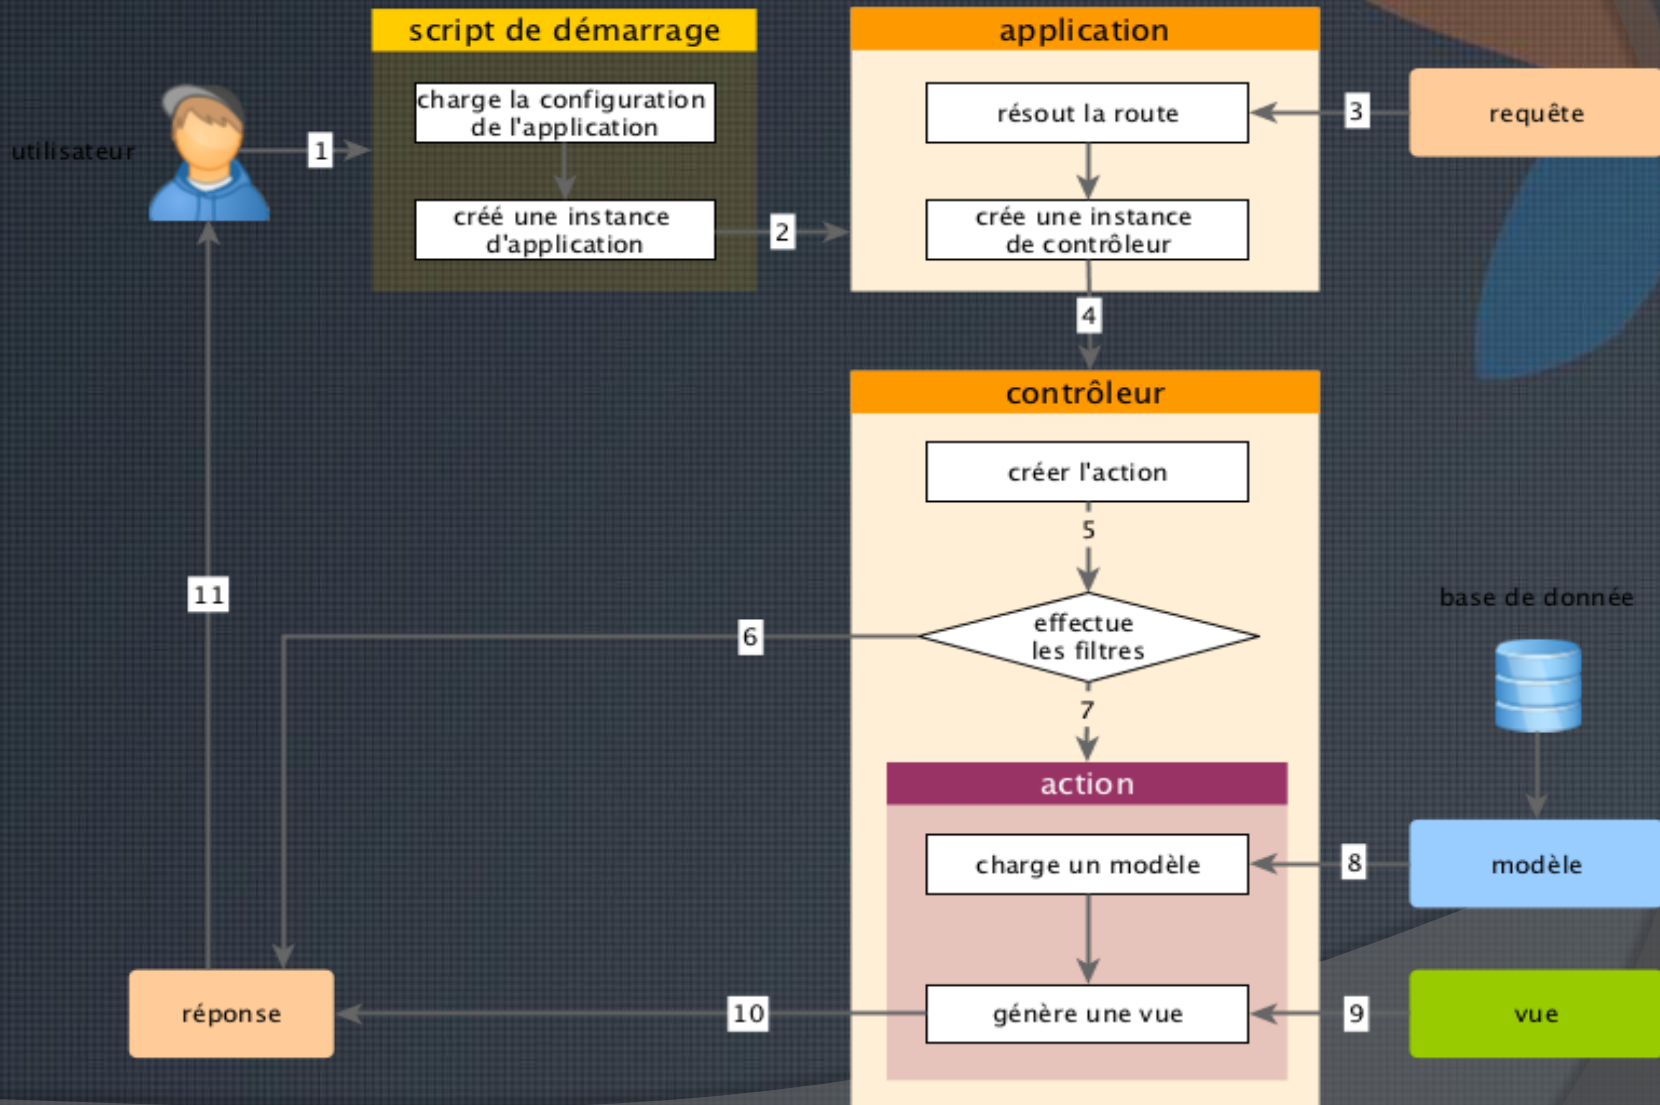 script de démarrage
application
charge la configuration
de l'application
résout la route
3
requête
utilisateur
1
créé une instance
d'application
2
crée une instance
de contrôleur
4
contrôleur
créer l'action
5
11
base de donnée
effectue
les filtres
6
7
action
charge un modèle
8
modèle
réponse
10
génère une vue
9
vue